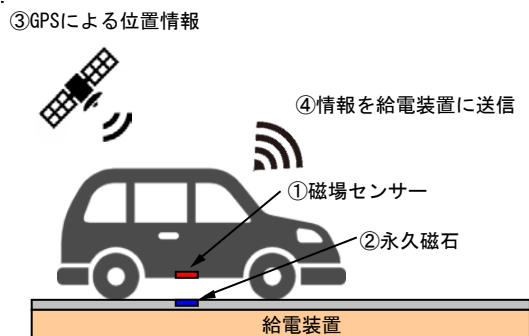 ③GPSによる位置情報
④情報を給電装置に送信
①磁場センサー
②永久磁石
給電装置